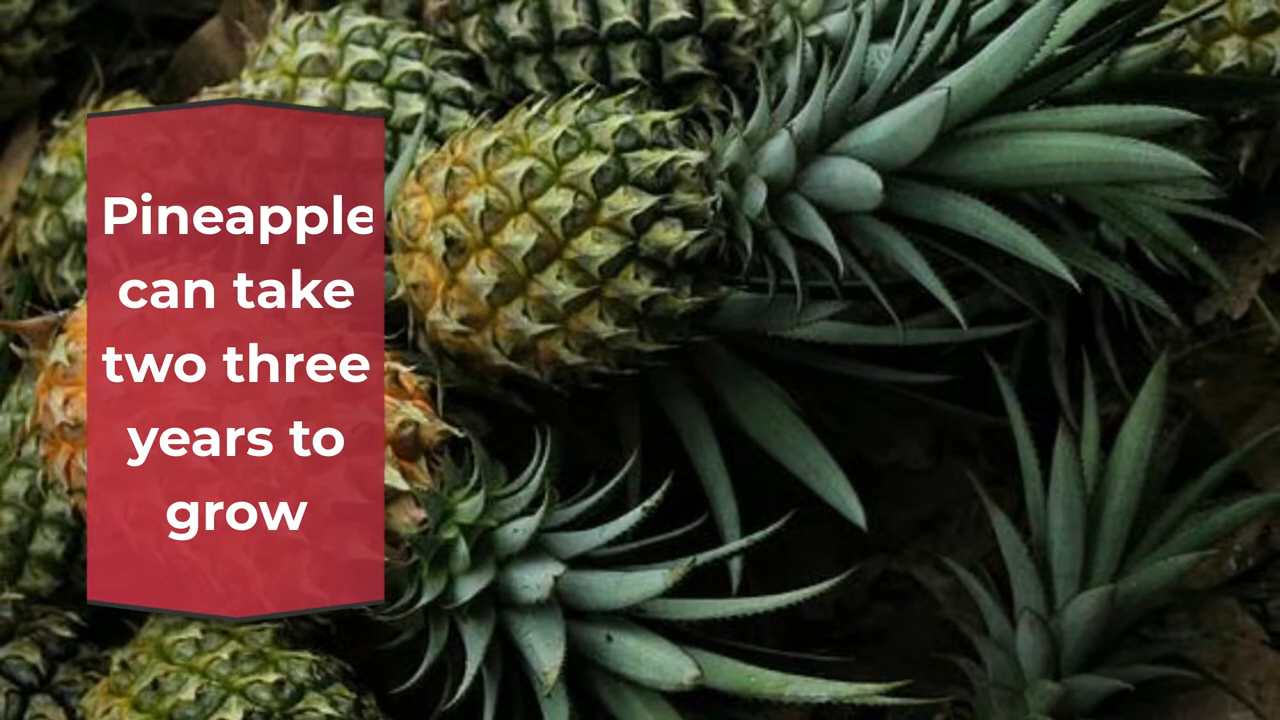 Pineapple
can take
two three
years to
grow